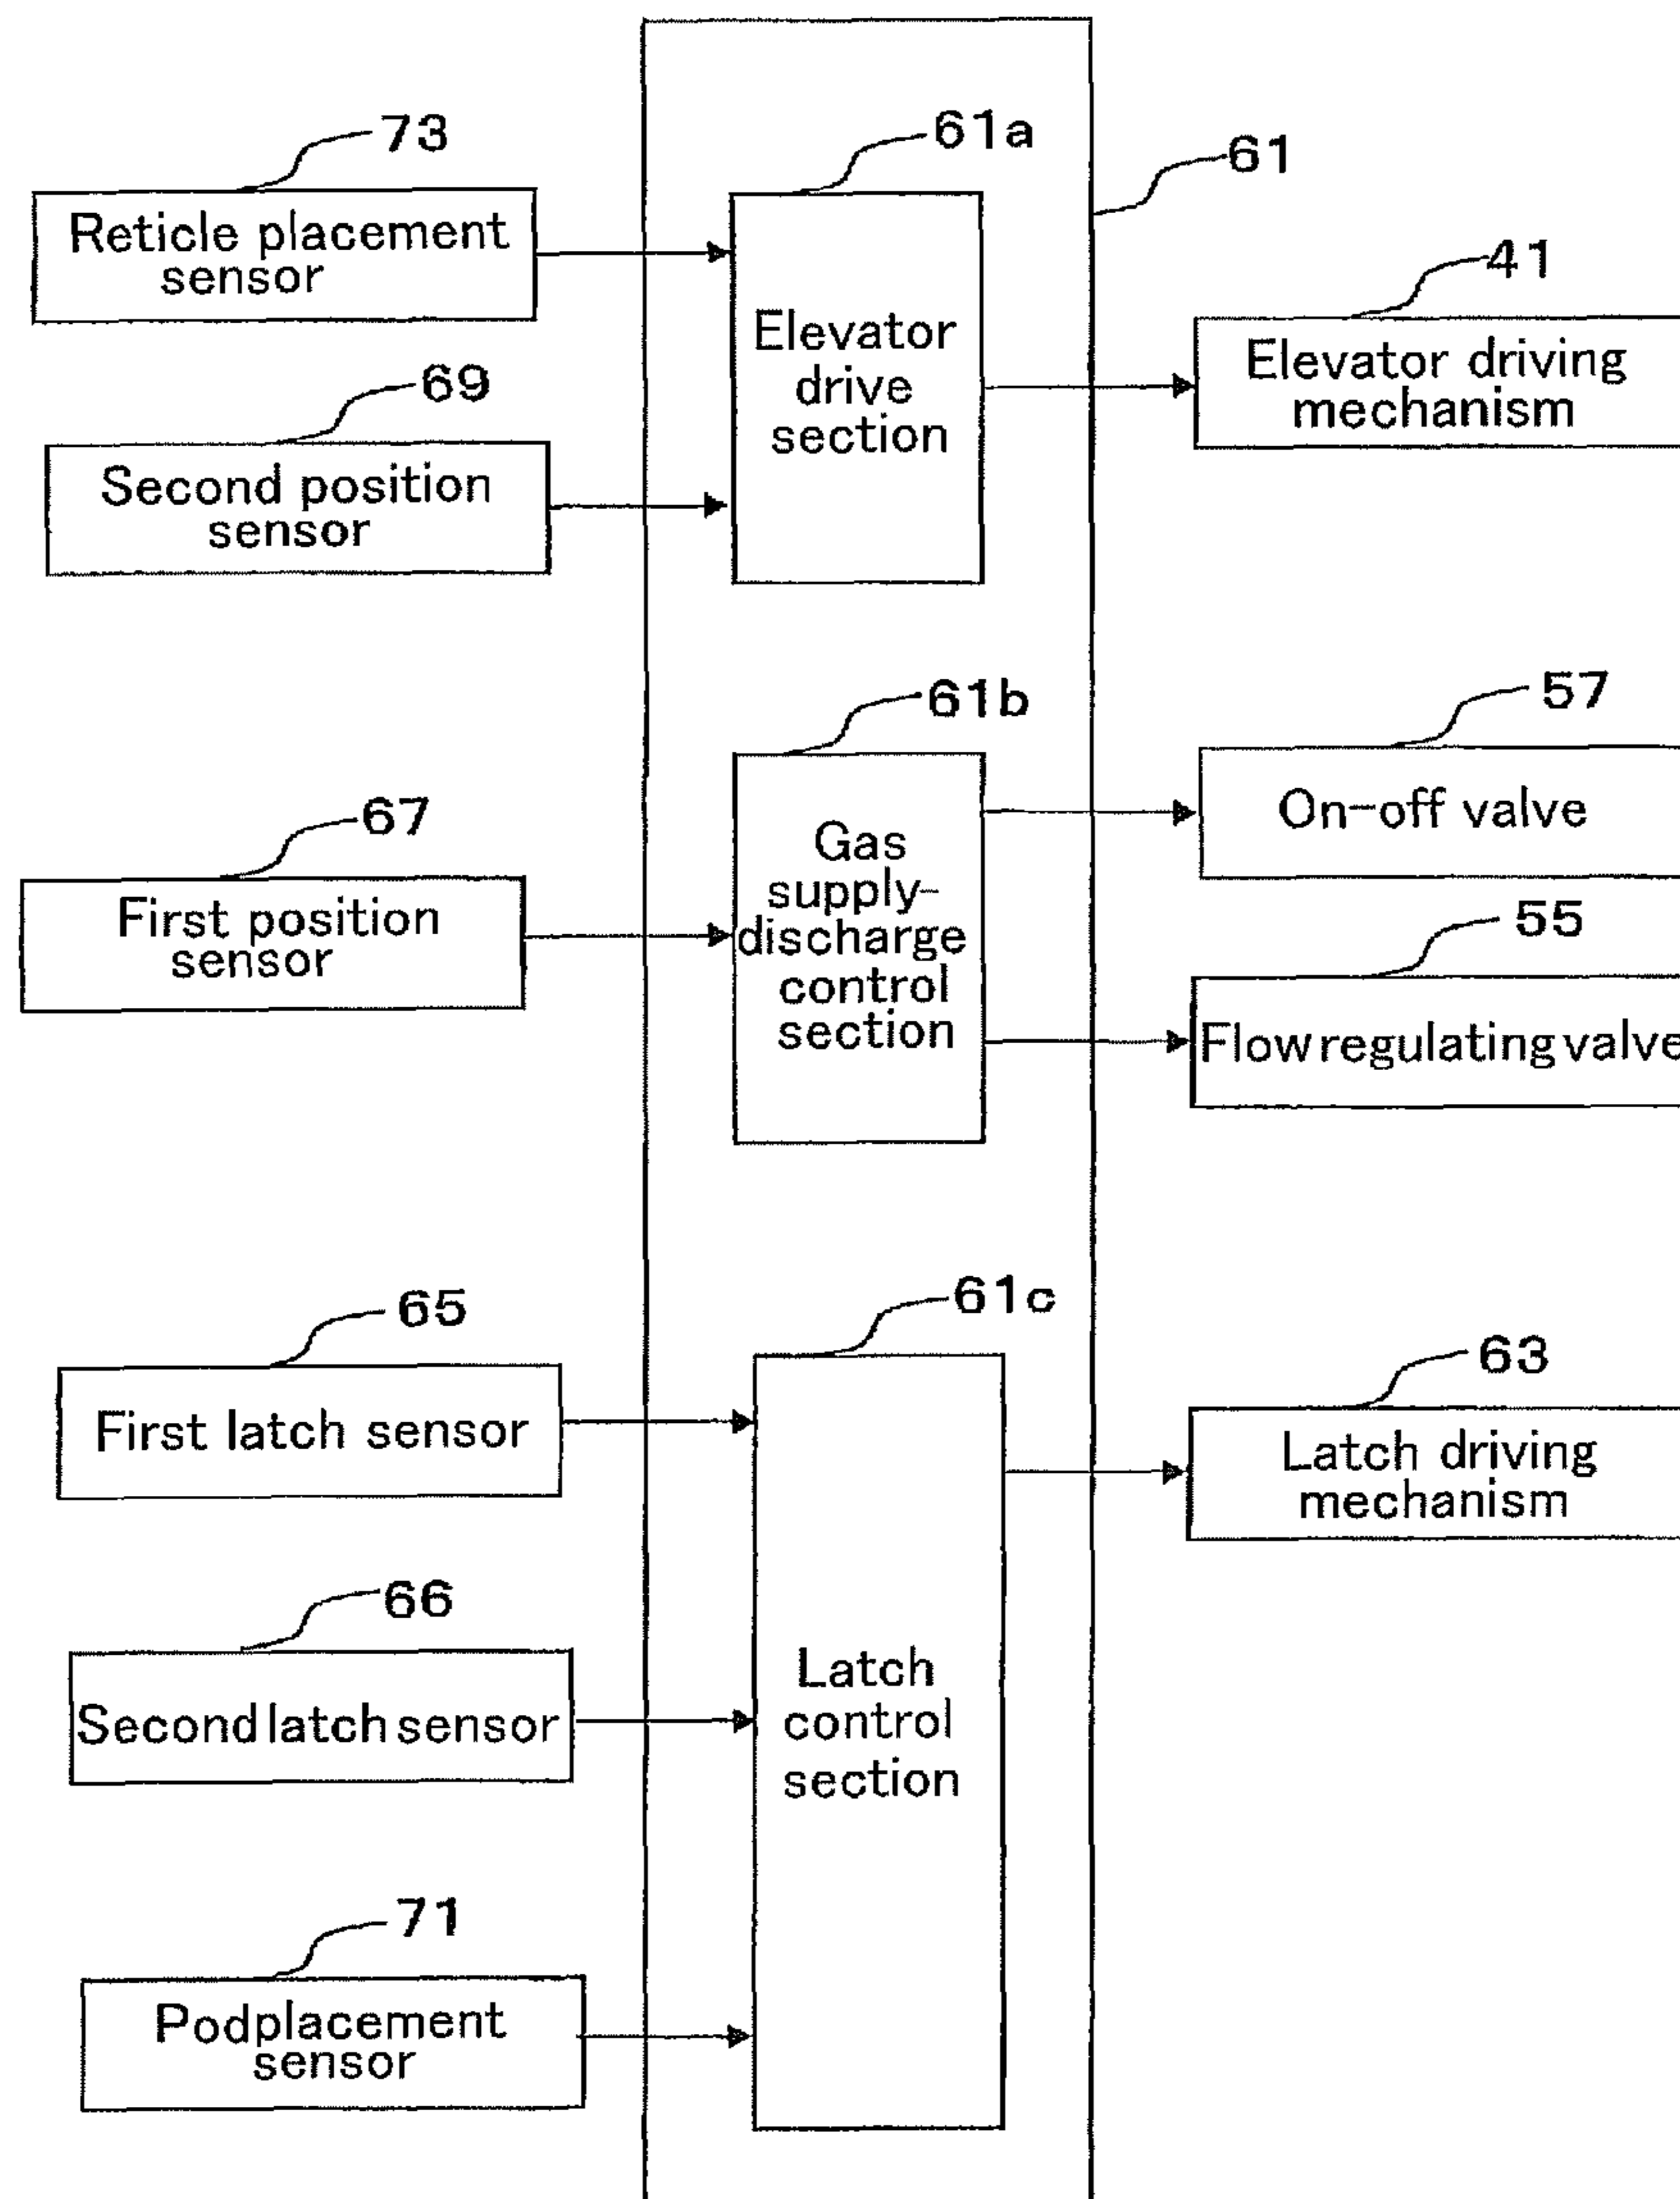 73
Reticle placement
sensor
69
Second position
sensor
67
First position
sensor
65
First latch sensor
66
Second latch sensor
71
Podplacement
sensor
61
61a
Elevator
drive
section
61b
Gas
supply-
discharge
control
section
61c
Latch
control
section
41
Elevator driving
mechanism
57
On-off valve
55
Flow regulating valve
63
Latch driving
mechanism